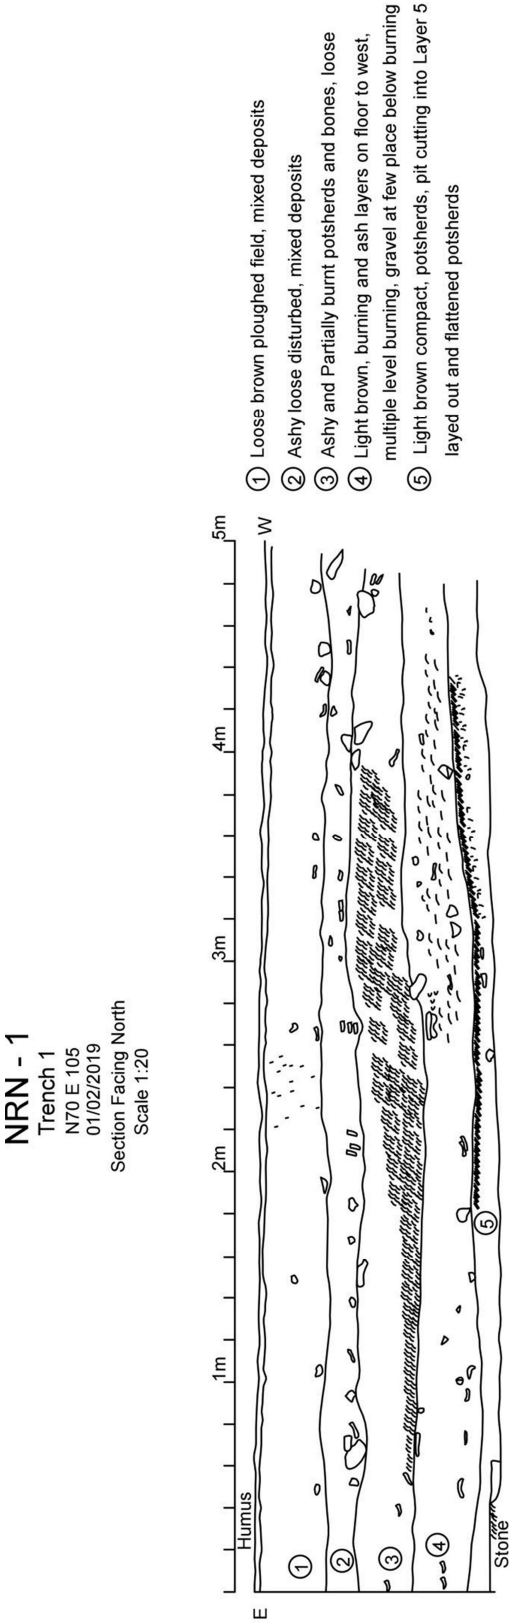 NRN - 1
Trench 1
N70 E 105
01/02/2019
Section Facing North
Scale 1:20
1m
2m
3m
4m
5m
Humus
E
W
1
2
3
4
5
Stone
1 Loose brown ploughed field, mixed deposits
2 Ashy loose disturbed, mixed deposits
3 Ashy and Partially burnt potsherds and bones, loose
4 Light brown, burning and ash layers on floor to west,
multiple level burning, gravel at few place below burning
5 Light brown compact, potsherds, pit cutting into Layer 5
layed out and flattened potsherds